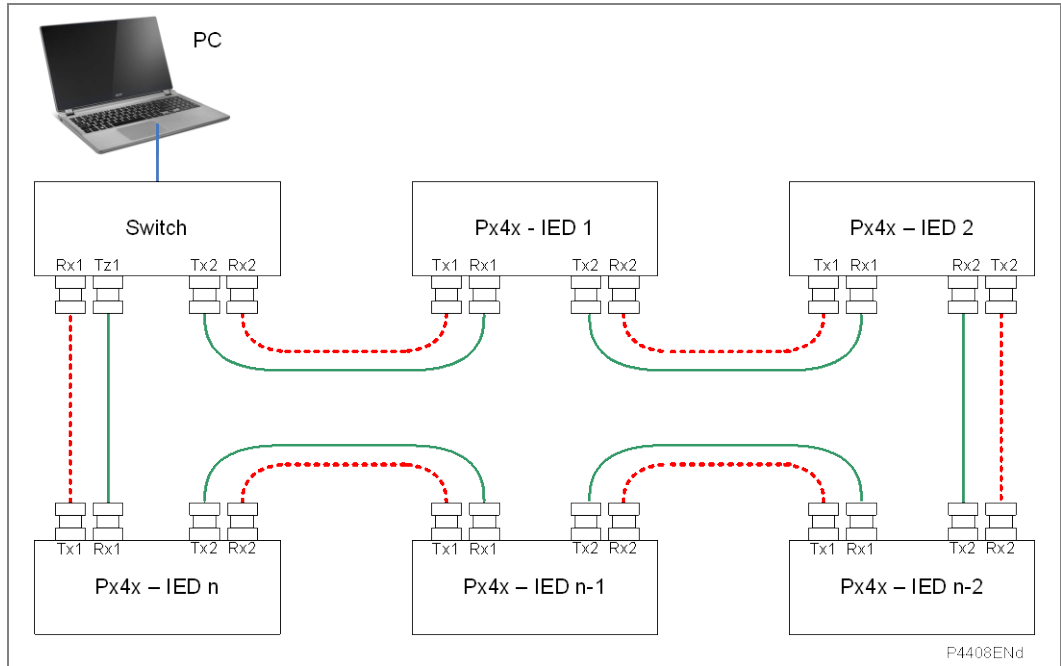 PC
Switch
Px4x - IED 1
Px4x – IED 2
Rx1 Tz1 Tx2 Rx2
Tx1 Rx1 Tx2 Rx2
Tx1 Rx1 Rx2 Tx2
Tx1 Rx1 Tx2 Rx2
Tx1 Rx1 Tx2 Rx2
Tx1 Rx1 Tx2 Rx2
Px4x – IED n
Px4x – IED n-1
Px4x – IED n-2
P4408ENd